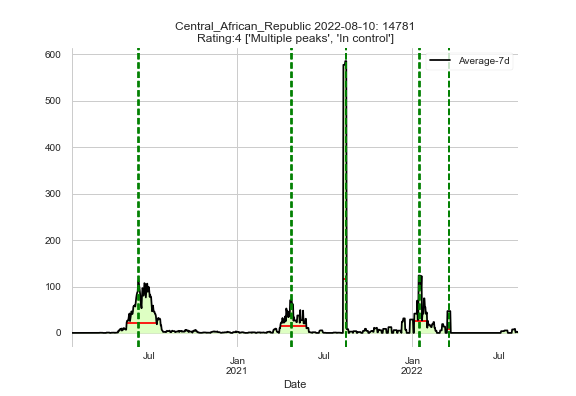 Central_African_Republic 2022-08-10: 14781
Rating:4 ['Multiple peaks', 'In control']
Average-7d
600
500
400
300
200
100
0
Jul
Jan
2021
Jul
Jan
2022
Jul
Date